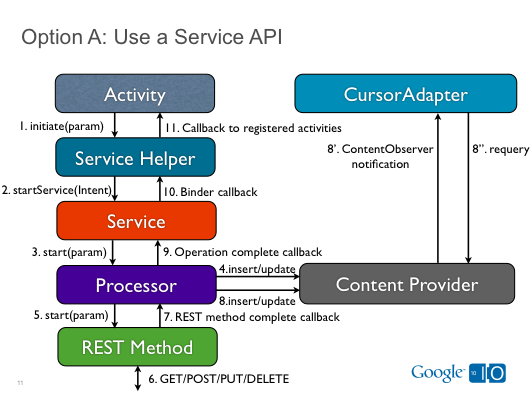 Option A: Use a Service API
Activity
CursorAdapter
1. initiate(param)
11. Callback to registered activities
Service Helper
8'. ContentObserver
notification
8''. requery
2. startService(Intent)
10. Binder callback
Service
3. start(param)
9. Operation complete callback
4.insert/update
Processor
Content Provider
8.insert/update
5. start(param)
7. REST method complete callback
REST Method
6. GET/POST/PUT/DELETE
11
Google 10 IO